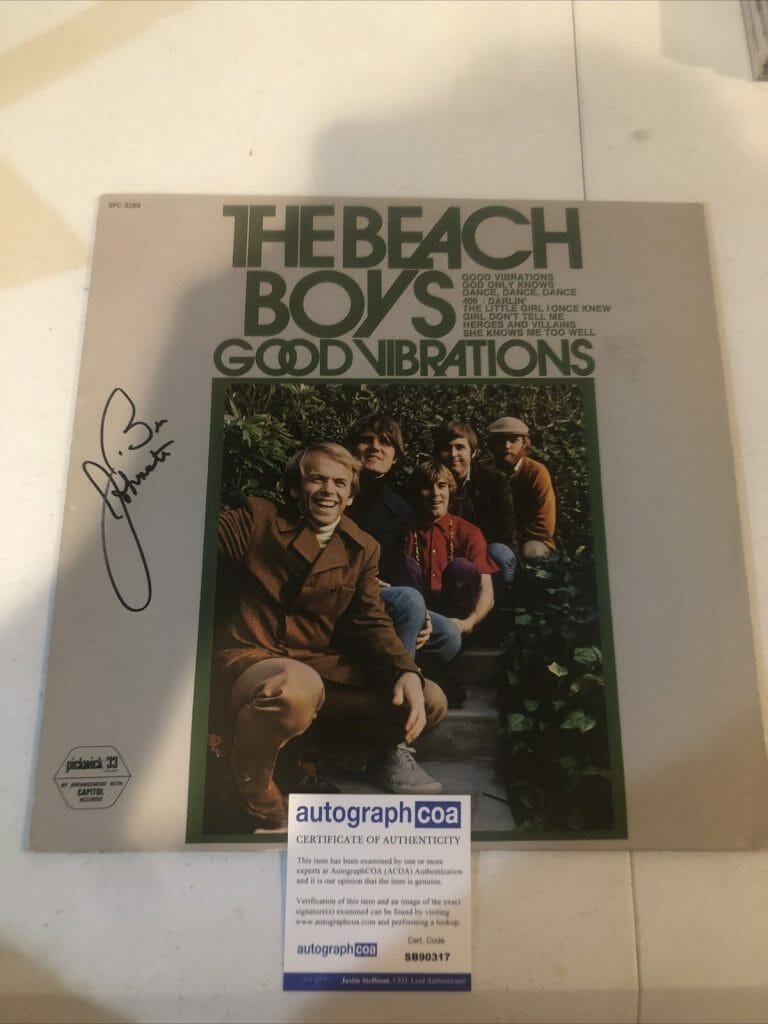 SPC-3269
THE BEACH
BOYS
GOOD VIBRATIONS
GOD ONLY KNOWS
DANCE, DANCE, DANCE
409 / DARLIN'
THE LITTLE GIRL I ONCE KNEW
GIRL DON'T TELL ME
HEROES AND VILLAINS
SHE KNOWS ME TOO WELL
GOOD VIBRATIONS
pickwick 33
BY ARRANGEMENT WITH
CAPITOL
RECORDS
autographcoa
CERTIFICATE OF AUTHENTICITY
This item has been examined by one or more
experts at AutographCOA (ACOA) Authentication
and it is our opinion that the item is genuine.
Verification of this item and an image of the exact
signature(s) examined can be found by visiting
www.autographcoa.com and performing a lookup.
autographcoa
Cert. Code
SB90317
Justin Steffman, CEO, Lead Authenticator